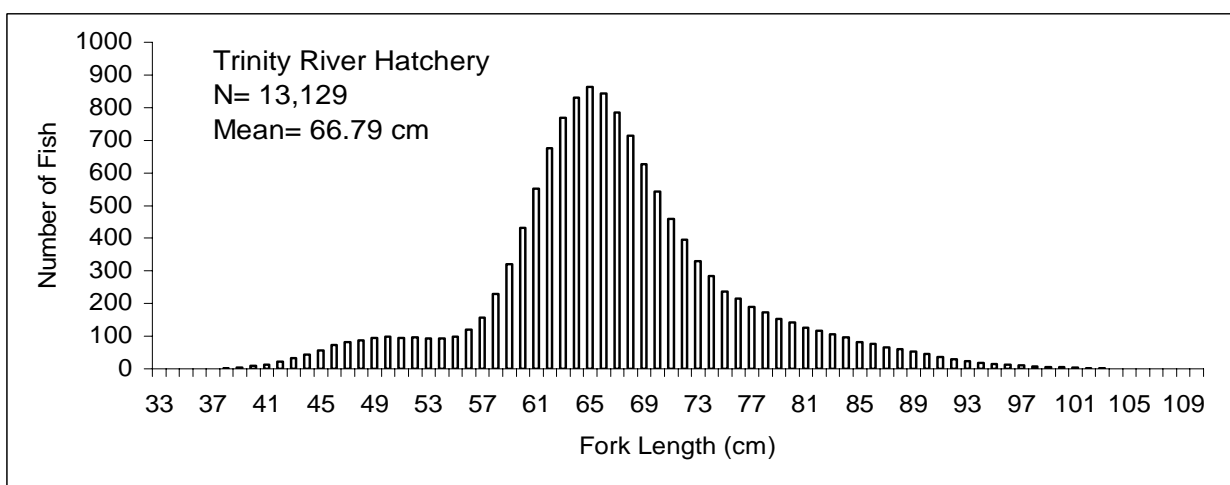 1000
900
800
700
600
500
400
300
200
100
0
Number of Fish
Trinity River Hatchery
N= 13,129
Mean= 66.79 cm
33 37 41 45 49 53 57 61 65 69 73 77 81 85 89 93 97 101 105 109
Fork Length (cm)